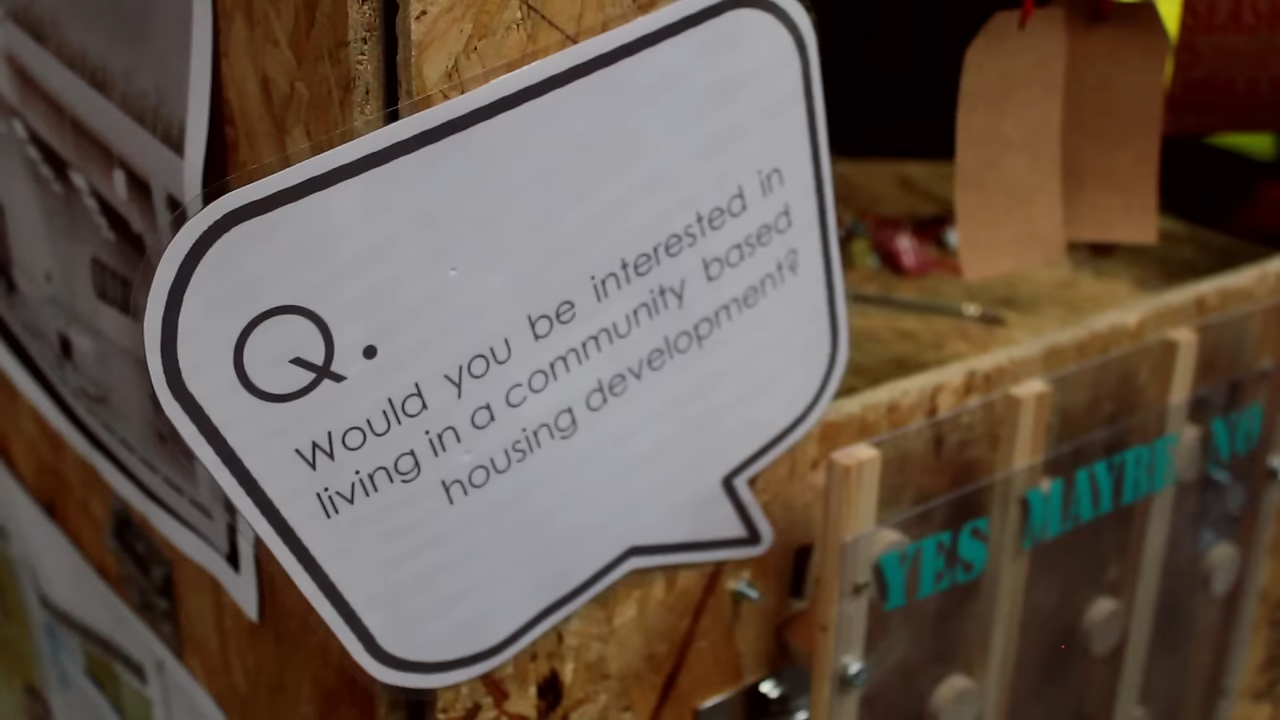 Q.
Would you be interested in
living in a community based
housing development?
YES MAYBE NO